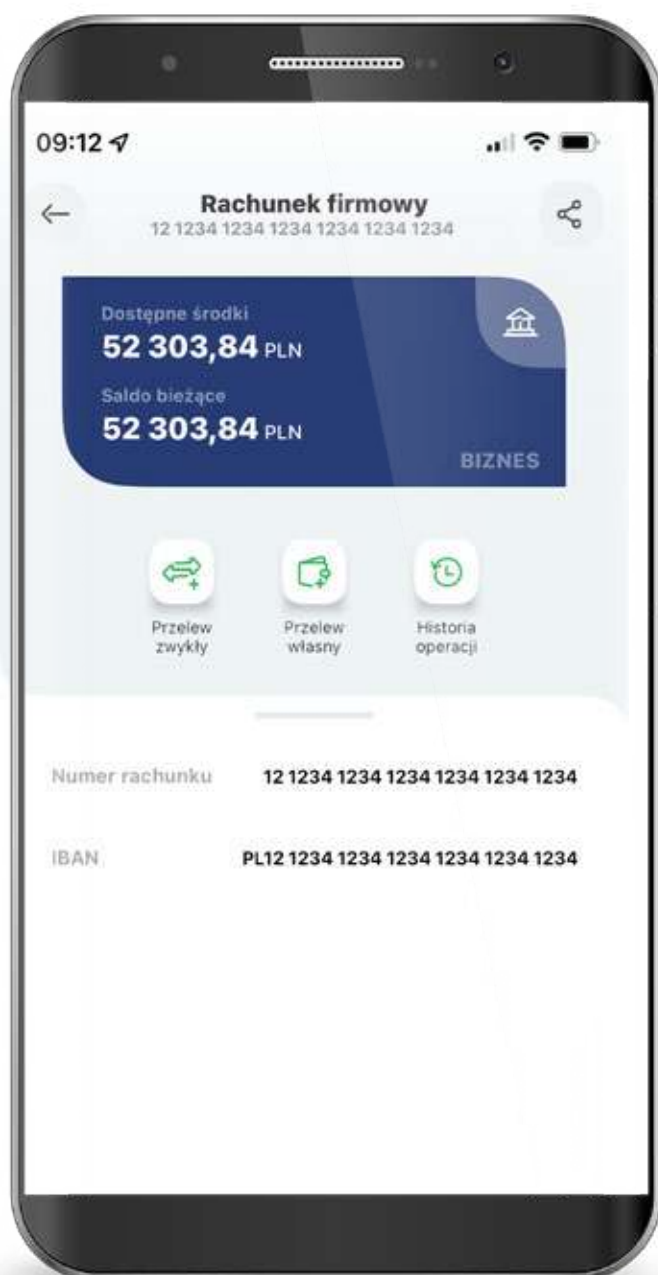 09:12
Rachunek firmowy
12 1234 1234 1234 1234 1234 1234
Dostępne środki
52 303,84 PLN
Saldo bieżące
52 303,84 PLN
BIZNES
Przelew
zwykły
Przelew
własny
Historia
operacji
Numer rachunku 12 1234 1234 1234 1234 1234 1234
IBAN PL12 1234 1234 1234 1234 1234 1234